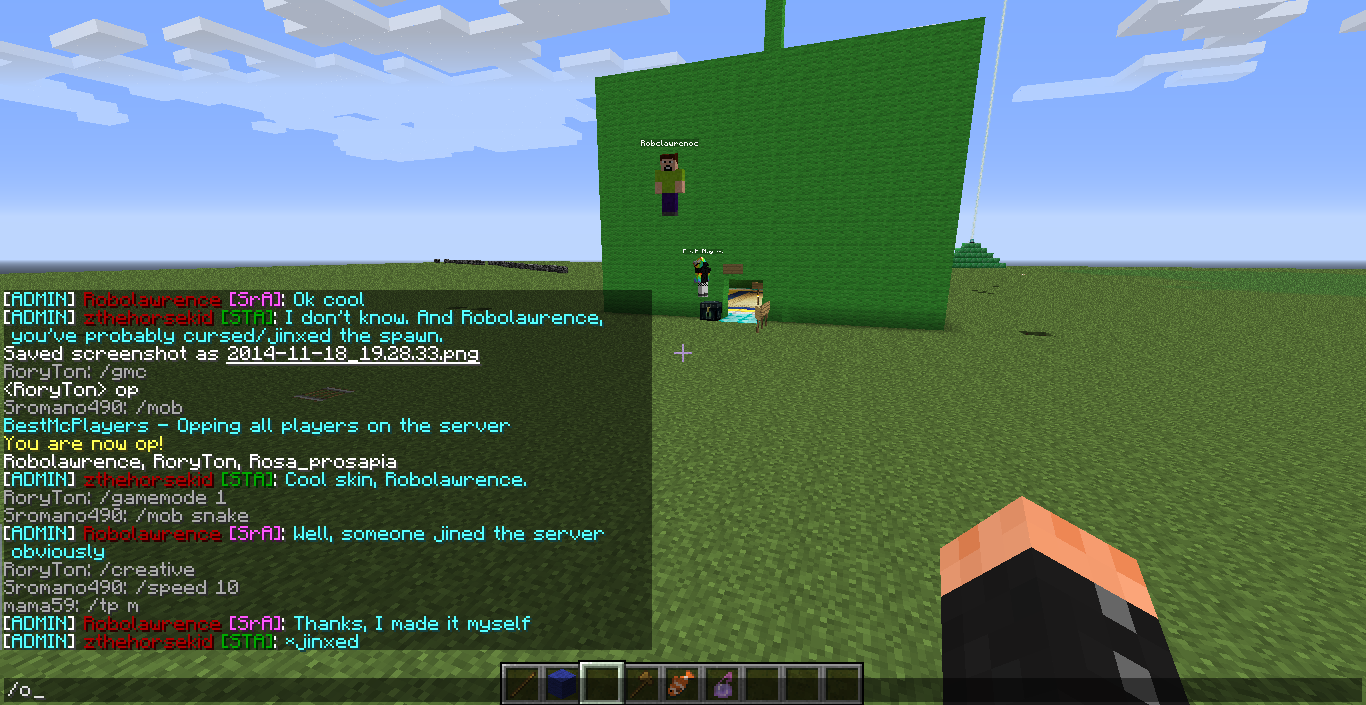 Robolawrence
[ADMIN] Robolawrence [SrA]: Ok cool
[ADMIN] zthehorsekid [STA]: I don't know. And Robolawrence,
you've probably cursed/jinxed the spawn.
Saved screenshot as 2014-11-18_19.28.33.png
RoryTon: /gmc
<RoryTon> op
Sromano490: /mob
BestMcPlayers - Opping all players on the server
You are now op!
Robolawrence, RoryTon, Rosa_prosapia
[ADMIN] zthehorsekid [STA]: Cool skin, Robolawrence.
RoryTon: /gamemode 1
Sromano490: /mob snake
[ADMIN] Robolawrence [SrA]: Well, someone jined the server
obviously
RoryTon: /creative
Sromano490: /speed 10
mama59: /tp m
[ADMIN] Robolawrence [SrA]: Thanks, I made it myself
[ADMIN] zthehorsekid [STA]: *jinxed
/o_